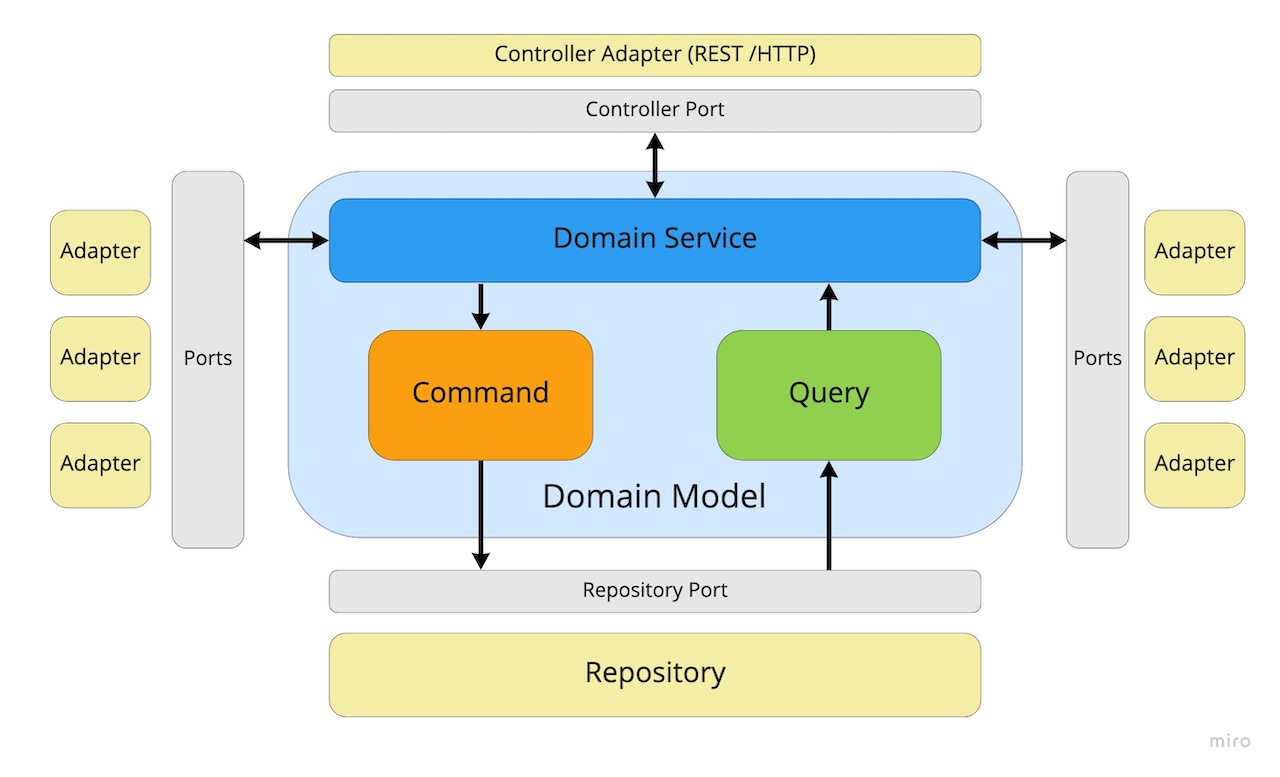 Controller Adapter (REST /HTTP)
Controller Port
Domain Service
Adapter
Adapter
Adapter
Ports
Command
Query
Domain Model
Ports
Adapter
Adapter
Adapter
Repository Port
Repository
miro